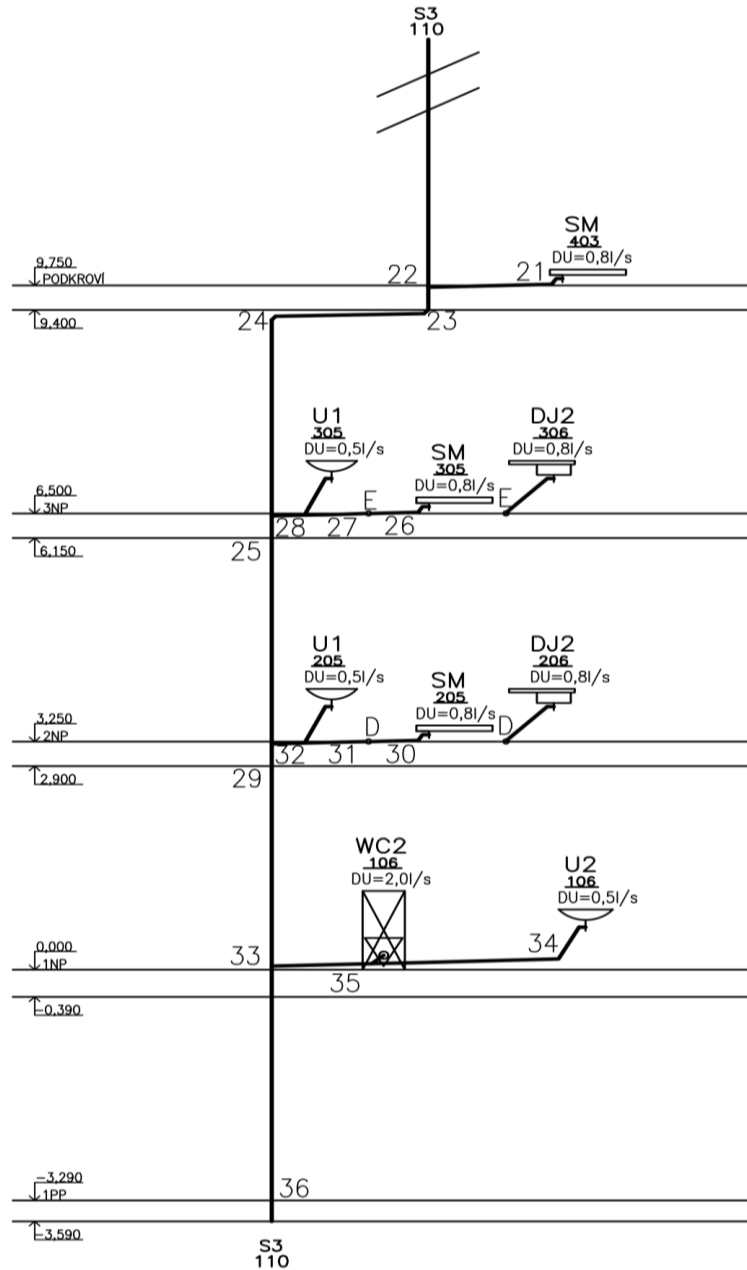 S3
110
SM
403
DU=0,8l/s
9,750
PODKROVÍ
22
21
9,400
24
23
U1
305
DU=0,5l/s
SM
305
DU=0,8l/s
DJ2
306
DU=0,8l/s
6,500
3NP
E
E
28
27
26
6,150
25
U1
205
DU=0,5l/s
SM
205
DU=0,8l/s
DJ2
206
DU=0,8l/s
3,250
2NP
D
D
32
31
30
2,900
29
WC2
106
DU=2,0l/s
U2
106
DU=0,5l/s
0,000
1NP
33
34
35
-0,390
-3,290
1PP
36
-3,590
S3
110